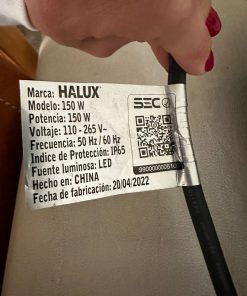 Marca: HALUX®
Modelo: 150 W
Potencia: 150 W
Voltaje: 110 - 265 V~
Frecuencia: 50 Hz / 60 Hz
Indice de Protección: IP65
Fuente luminosa: LED
Hecho en: CHINA
Fecha de fabricación: 20/04/2022
SEC